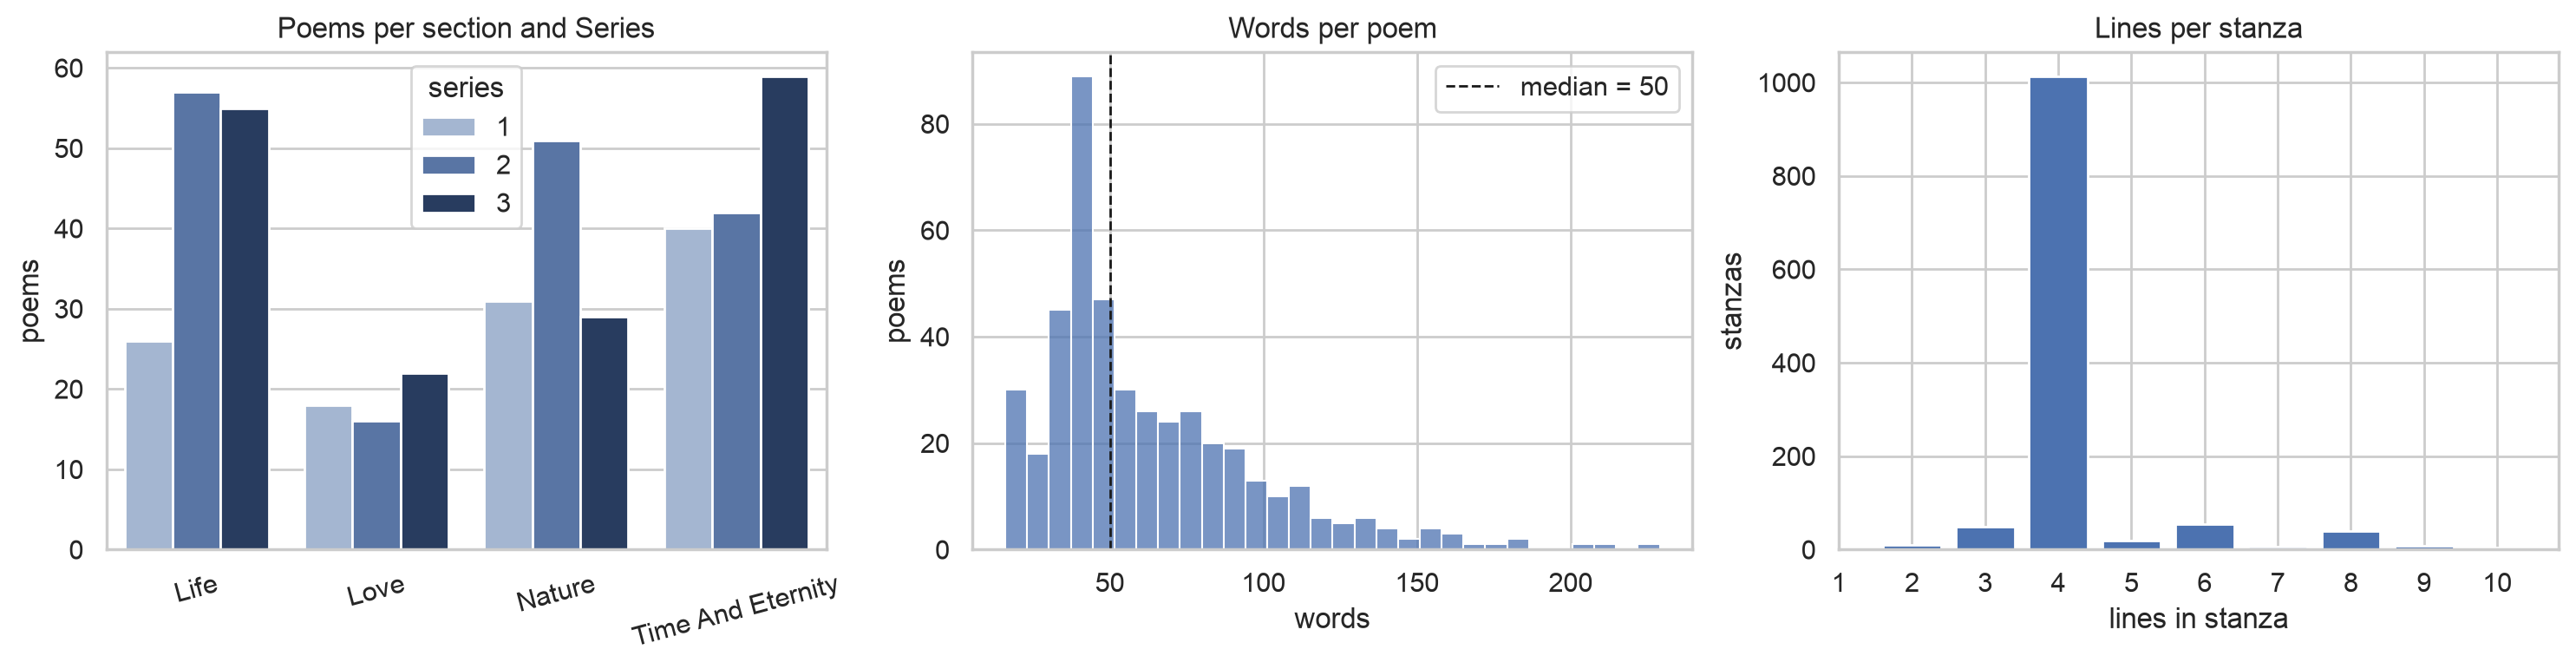 Poems per section and Series
60
50
40
30
20
10
0
poems
series
1
2
3
Life
Love
Nature
Time And Eternity
Words per poem
80
60
40
20
0
poems
median = 50
50
100
150
200
words
Lines per stanza
1000
800
600
400
200
0
stanzas
1
2
3
4
5
6
7
8
9
10
lines in stanza